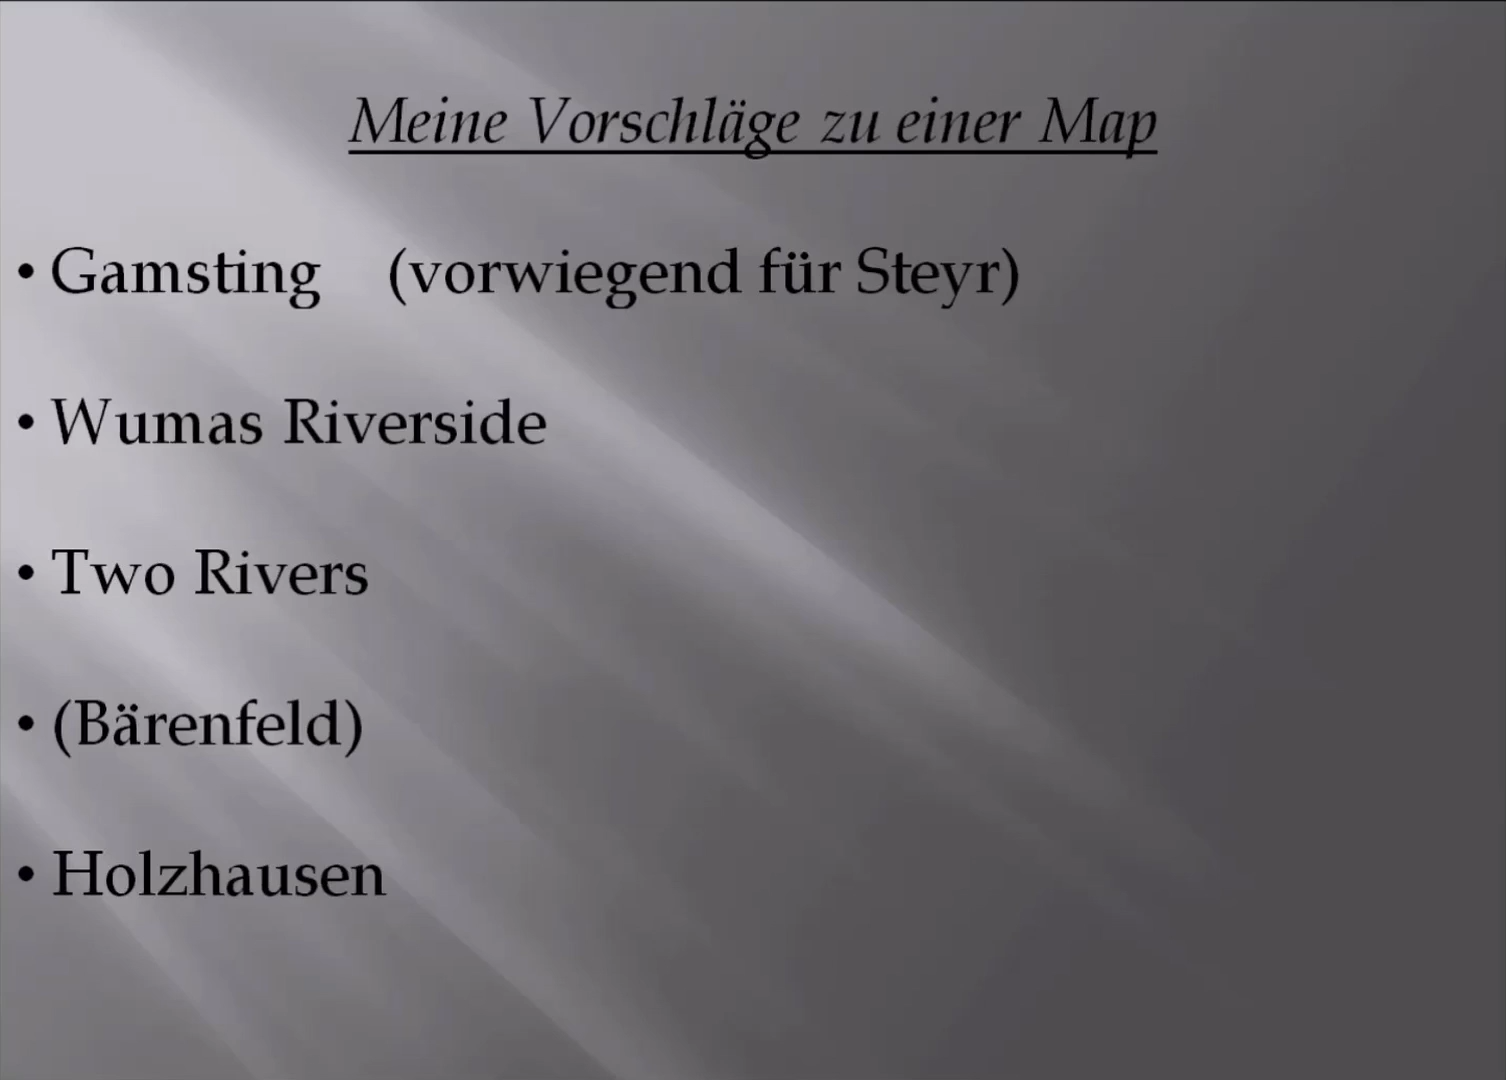 Meine Vorschläge zu einer Map
• Gamsting (vorwiegend für Steyr)
• Wumas Riverside
• Two Rivers
• (Bärenfeld)
• Holzhausen